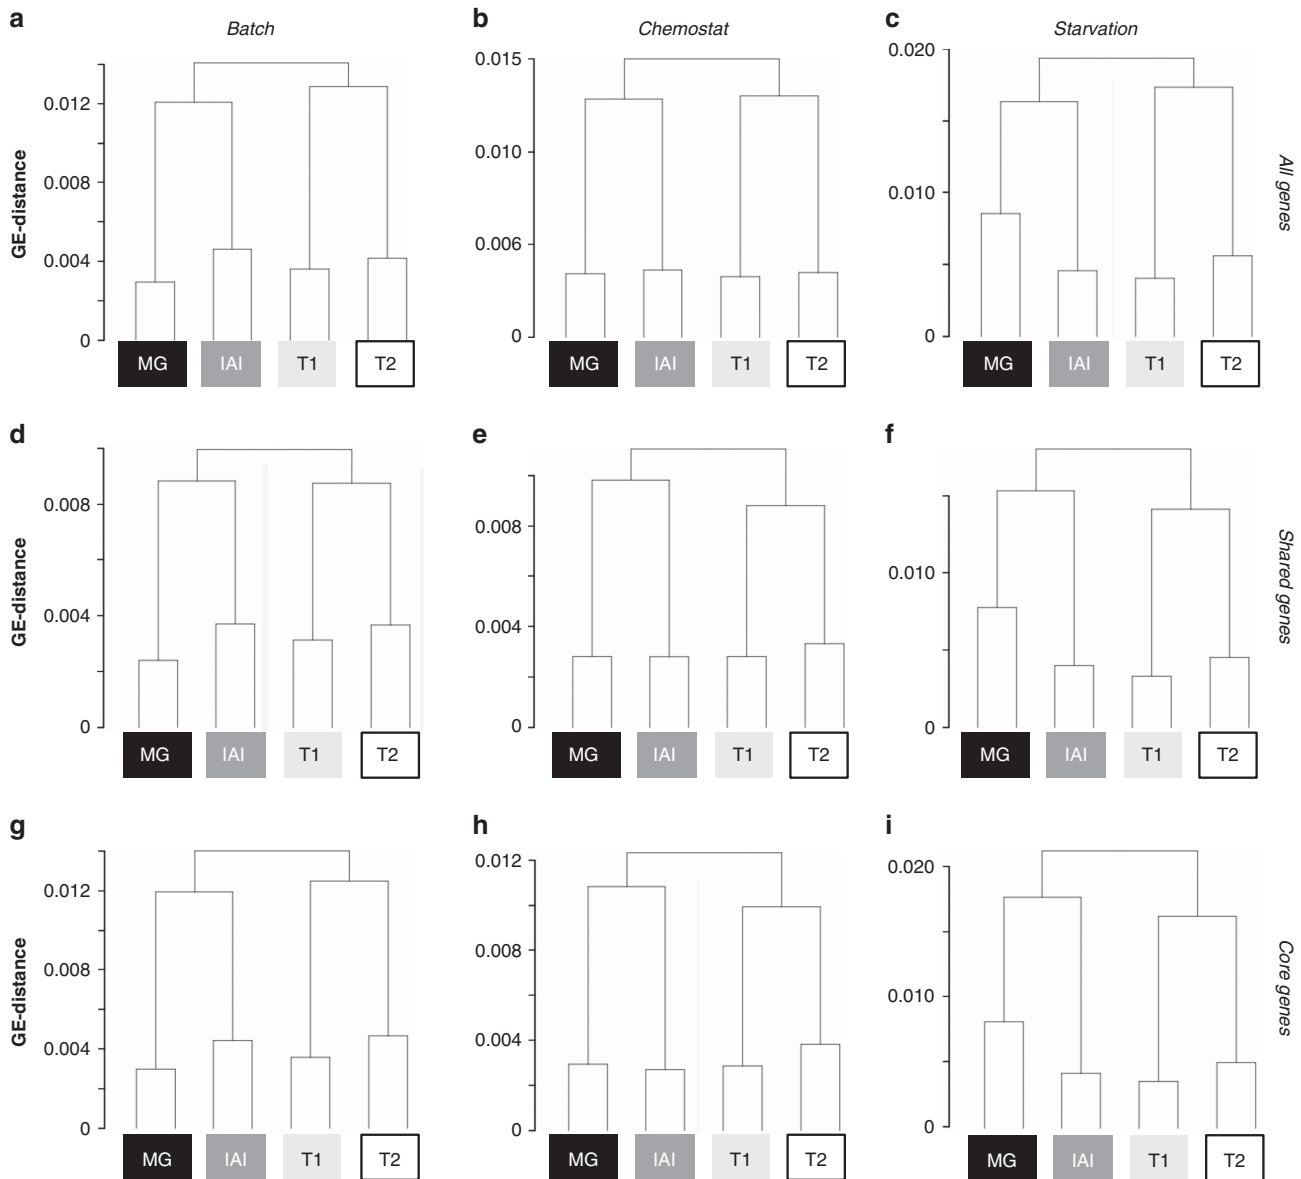 a
Batch
b
Chemostat
c
Starvation
GE-distance
0.012
0.008
0.004
0
MG
IAI
T1
T2
0.015
0.010
0.006
0
MG
IAI
T1
T2
0.020
0.010
0
MG
IAI
T1
T2
All genes
d
GE-distance
0.008
0.004
0
MG
IAI
T1
T2
e
0.008
0.004
0
MG
IAI
T1
T2
f
0.010
0
MG
IAI
T1
T2
Shared genes
g
GE-distance
0.012
0.008
0.004
0
MG
IAI
T1
T2
h
0.012
0.008
0.004
0
MG
IAI
T1
T2
i
0.020
0.010
0
MG
IAI
T1
T2
Core genes